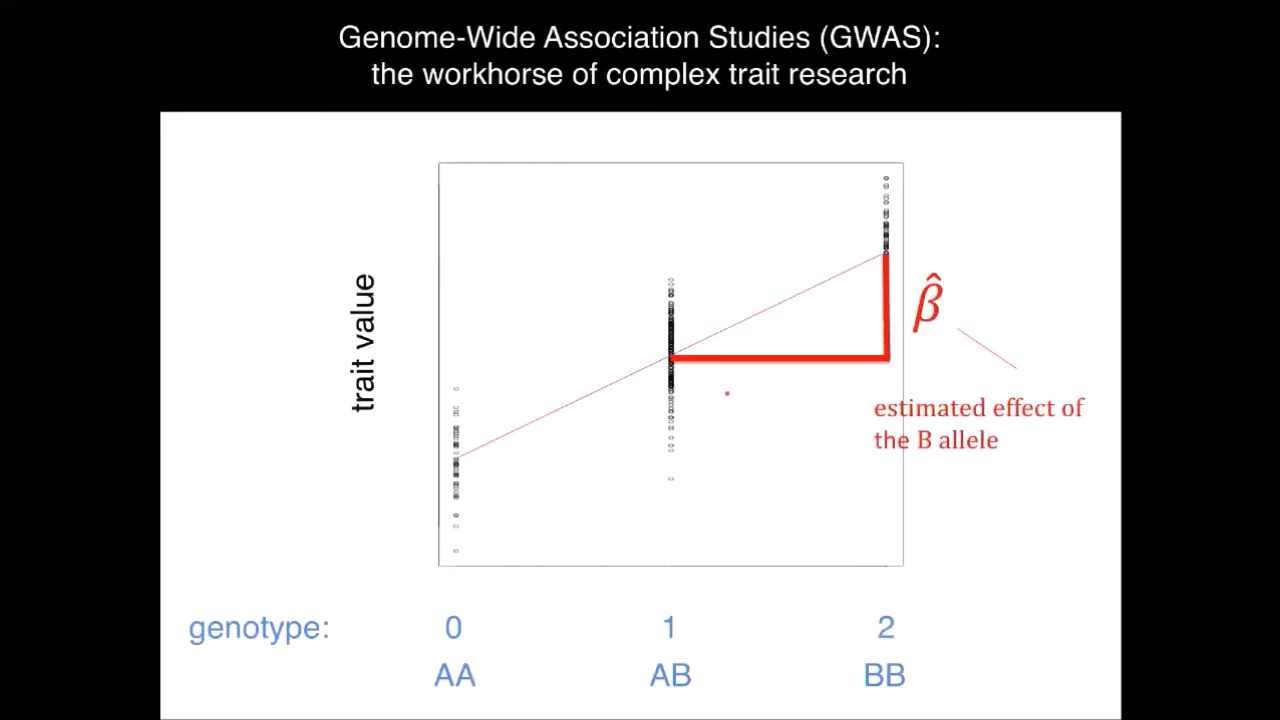 Genome-Wide Association Studies (GWAS):
the workhorse of complex trait research
trait value
β̂
estimated effect of
the B allele
genotype: 0 1 2
AA AB BB